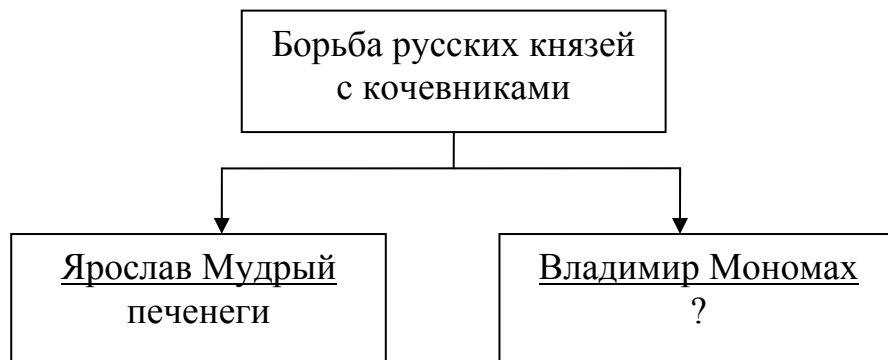 Борьба русских князей
с кочевниками
Ярослав Мудрый
печенеги
Владимир Мономах
?